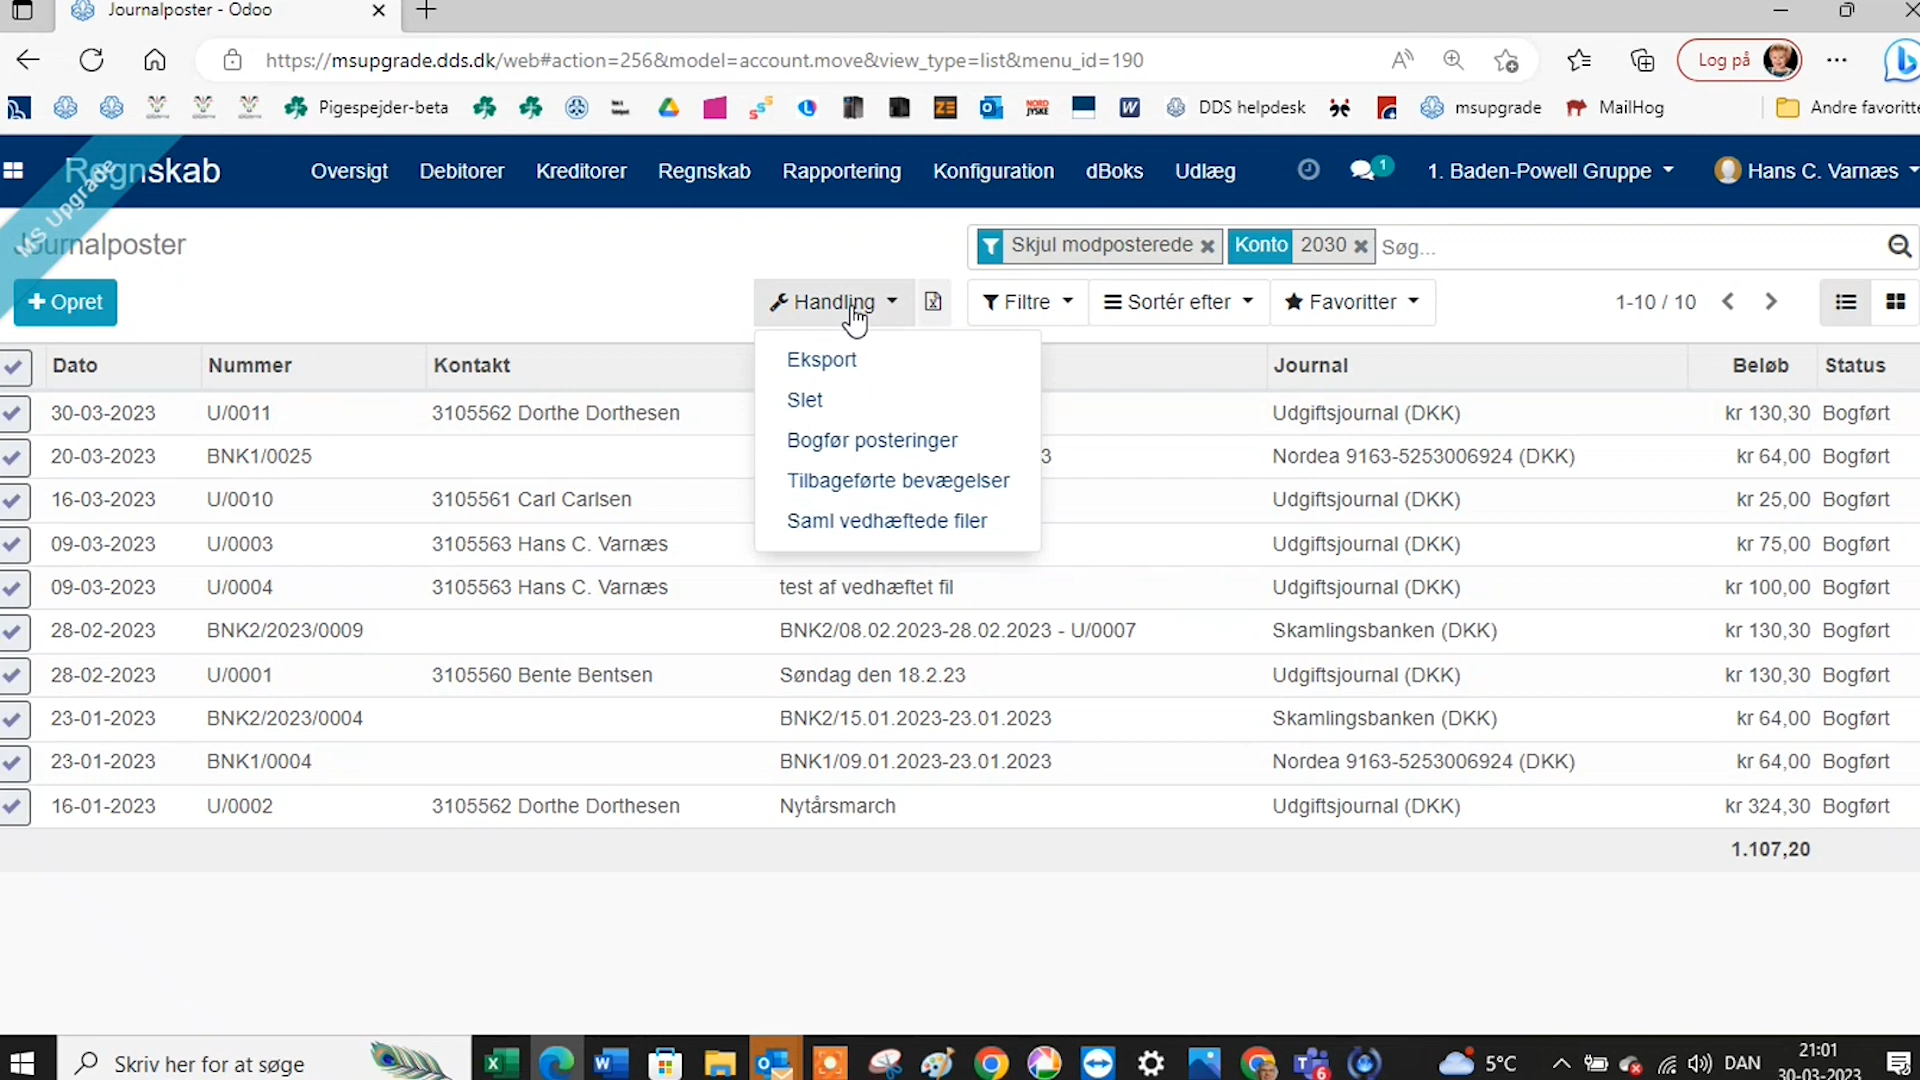 Journalposter - Odoo
https://msupgrade.dds.dk/web#action=256&model=account.move&view_type=list&menu_id=190
Log på
Pigespejder-beta
ZE
NORD
JYSKE
DDS helpdesk
msupgrade
MailHog
Andre favoritte
MS Upgrade
Regnskab
Oversigt
Debitorer
Kreditorer
Regnskab
Rapportering
Konfiguration
dBoks
Udlæg
1
1. Baden-Powell Gruppe
Hans C. Varnæs
Journalposter
Skjul modposterede
Konto 2030
Søg...
+ Opret
Handling
Filtre
Sortér efter
Favoritter
1-10 / 10
Eksport
Slet
Bogfør posteringer
Tilbageførte bevægelser
Saml vedhæftede filer
Dato Nummer Kontakt Journal Beløb Status
30-03-2023 U/0011 3105562 Dorthe Dorthesen Udgiftsjournal (DKK) kr 130,30 Bogført
20-03-2023 BNK1/0025 3 Nordea 9163-5253006924 (DKK) kr 64,00 Bogført
16-03-2023 U/0010 3105561 Carl Carlsen Udgiftsjournal (DKK) kr 25,00 Bogført
09-03-2023 U/0003 3105563 Hans C. Varnæs Udgiftsjournal (DKK) kr 75,00 Bogført
09-03-2023 U/0004 3105563 Hans C. Varnæs test af vedhæftet fil Udgiftsjournal (DKK) kr 100,00 Bogført
28-02-2023 BNK2/2023/0009 BNK2/08.02.2023-28.02.2023 - U/0007 Skamlingsbanken (DKK) kr 130,30 Bogført
28-02-2023 U/0001 3105560 Bente Bentsen Søndag den 18.2.23 Udgiftsjournal (DKK) kr 130,30 Bogført
23-01-2023 BNK2/2023/0004 BNK2/15.01.2023-23.01.2023 Skamlingsbanken (DKK) kr 64,00 Bogført
23-01-2023 BNK1/0004 BNK1/09.01.2023-23.01.2023 Nordea 9163-5253006924 (DKK) kr 64,00 Bogført
16-01-2023 U/0002 3105562 Dorthe Dorthesen Nytårsmarch Udgiftsjournal (DKK) kr 324,30 Bogført
1.107,20
Skriv her for at søge
6
5°C
DAN
21:01
30-03-2023